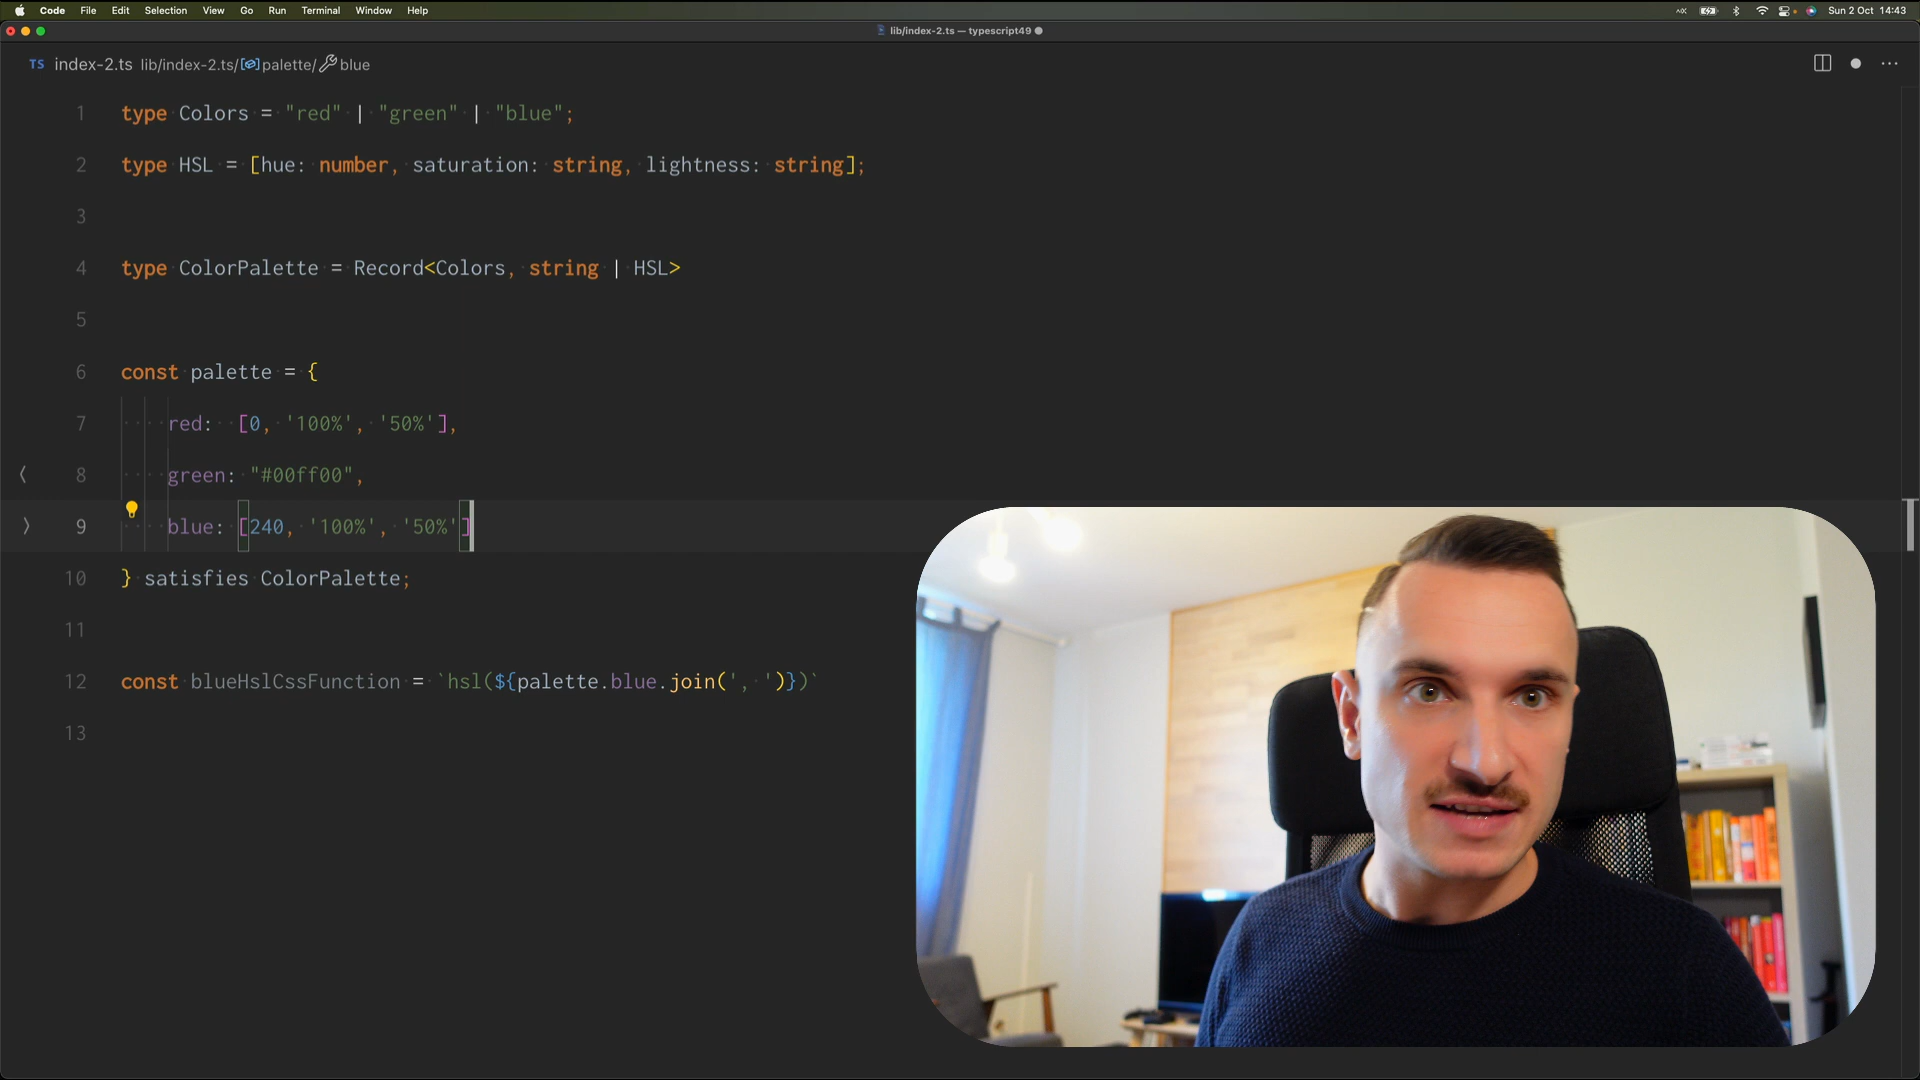 Code File Edit Selection View Go Run Terminal Window Help
Sun 2 Oct 14:43
lib/index-2.ts — typescript49
TS index-2.ts lib/index-2.ts/palette/blue
1 type Colors = "red" | "green" | "blue";
2 type HSL = [hue: number, saturation: string, lightness: string];
3
4 type ColorPalette = Record<Colors, string | HSL>
5
6 const palette = {
7 red: [0, '100%', '50%'],
8 green: "#00ff00",
9 blue: [240, '100%', '50%']
10 } satisfies ColorPalette;
11
12 const blueHslCssFunction = `hsl(${palette.blue.join(', ')})`
13